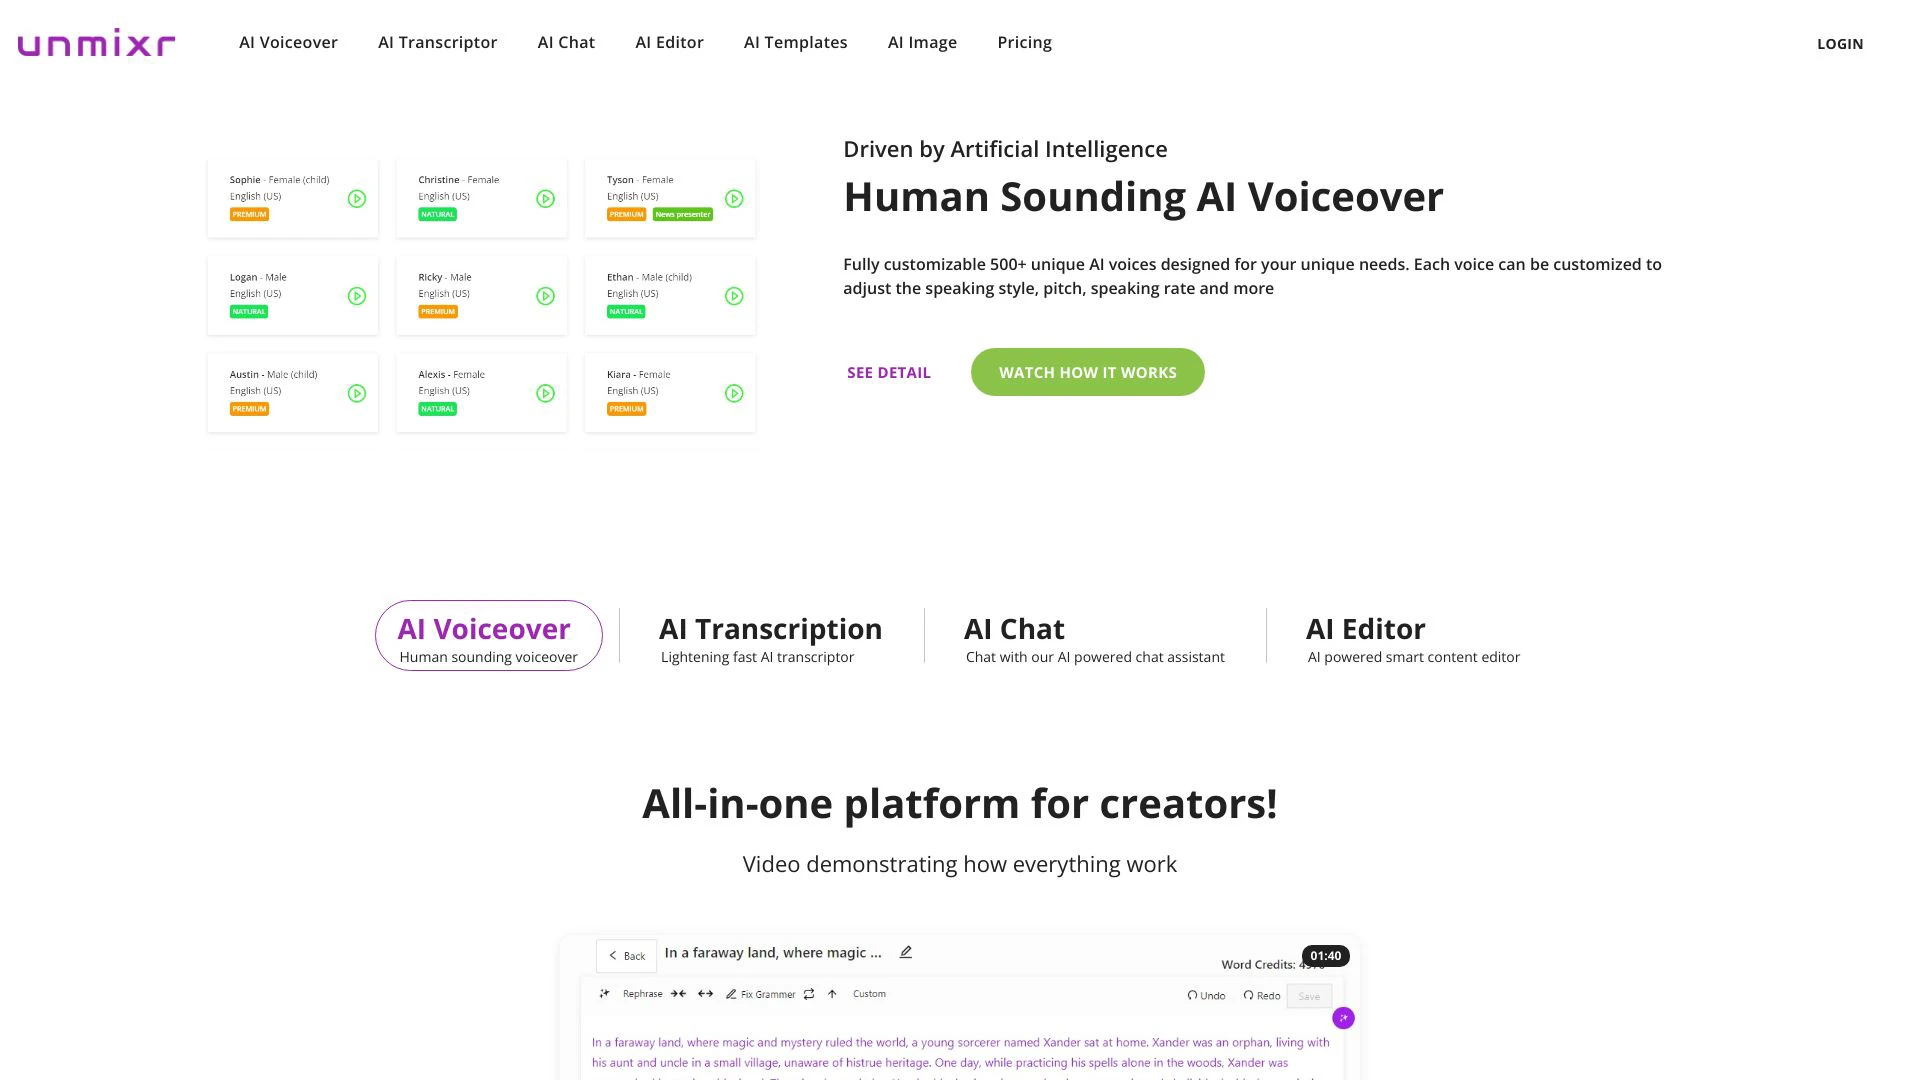 unmixr
AI Voiceover
AI Transcriptor
AI Chat
AI Editor
AI Templates
AI Image
Pricing
LOGIN
Sophie - Female (child)
English (US)
PREMIUM
Christine - Female
English (US)
NATURAL
Tyson - Female
English (US)
PREMIUM News presenter
Logan - Male
English (US)
NATURAL
Ricky - Male
English (US)
PREMIUM
Ethan - Male (child)
English (US)
NATURAL
Austin - Male (child)
English (US)
PREMIUM
Alexis - Female
English (US)
NATURAL
Kiara - Female
English (US)
PREMIUM
Driven by Artificial Intelligence
Human Sounding AI Voiceover
Fully customizable 500+ unique AI voices designed for your unique needs. Each voice can be customized to
adjust the speaking style, pitch, speaking rate and more
SEE DETAIL
WATCH HOW IT WORKS
AI Voiceover
Human sounding voiceover
AI Transcription
Lightening fast AI transcriptor
AI Chat
Chat with our AI powered chat assistant
AI Editor
AI powered smart content editor
All-in-one platform for creators!
Video demonstrating how everything work
Back
In a faraway land, where magic ...
Word Credits:
01:40
Rephrase
Fix Grammer
Custom
Undo
Redo
Save
In a faraway land, where magic and mystery ruled the world, a young sorcerer named Xander sat at home. Xander was an orphan, living with
his aunt and uncle in a small village, unaware of histrue heritage. One day, while practicing his spells alone in the woods, Xander was